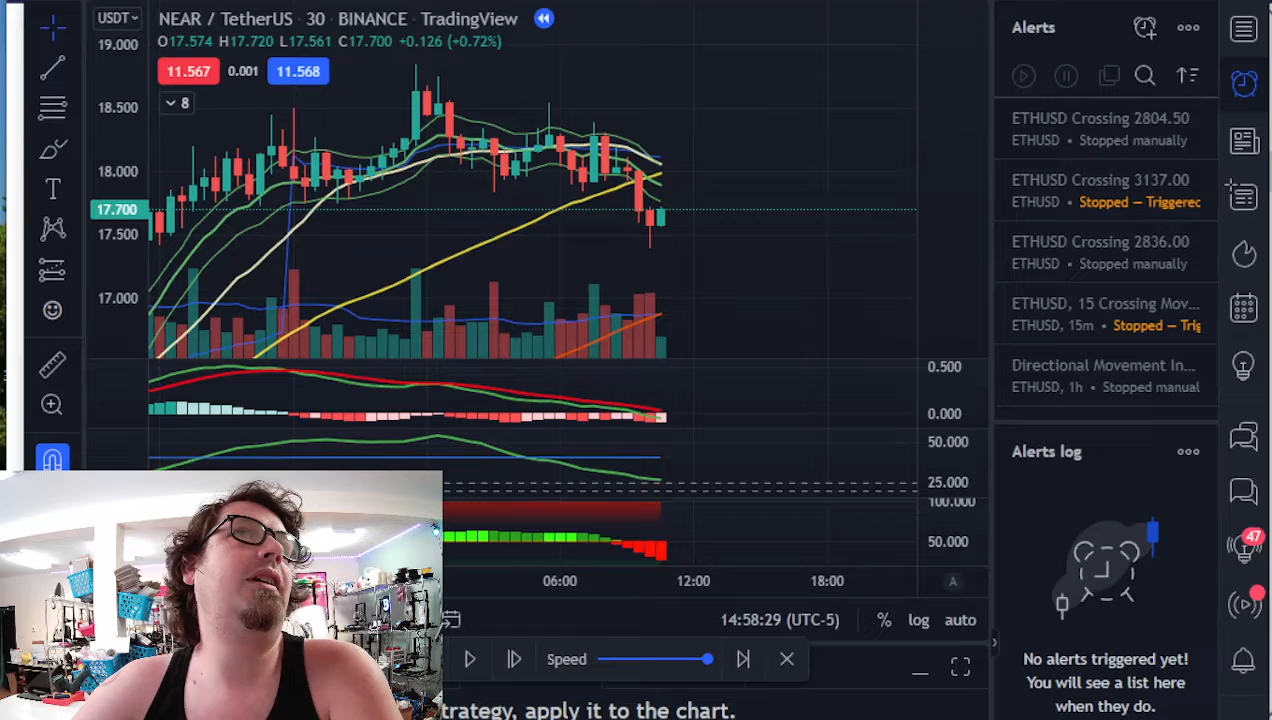 USDT
NEAR / TetherUS · 30 · BINANCE · TradingView
O17.574 H17.720 L17.561 C17.700 +0.126 (+0.72%)
11.567 0.001 11.568
8
19.000
18.500
18.000
17.700
17.500
17.000
0.500
0.000
50.000
25.000
100.000
50.000
06:00 12:00 18:00 A
14:58:29 (UTC-5) % log auto
Speed
trategy, apply it to the chart.
Alerts
ETHUSD Crossing 2804.50
ETHUSD • Stopped manually
ETHUSD Crossing 3137.00
ETHUSD • Stopped — Triggered
ETHUSD Crossing 2836.00
ETHUSD • Stopped manually
ETHUSD, 15 Crossing Mov...
ETHUSD, 15m • Stopped — Trig
Directional Movement In...
ETHUSD, 1h • Stopped manual
Alerts log
No alerts triggered yet!
You will see a list here
when they do.
47